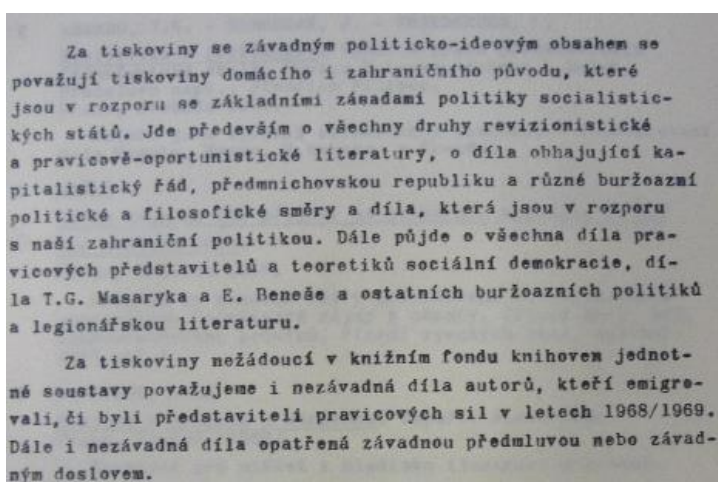 Za tiskoviny se závadným politicko-ideovým obsahem se
považují tiskoviny domácího i zahraničního původu, které
jsou v rozporu se základními zásadami politiky socialistic-
kých států. Jde především o všechny druhy revizionistické
a pravicově-oportunistické literatury, o díla obhajující ka-
pitalistický řád, předmnichovskou republiku a různé buržoazní
politické a filosofické směry a díla, která jsou v rozporu
s naší zahraniční politikou. Dále půjde o všechna díla pra-
vicových představitelů a teoretiků sociální demokracie, dí-
la T.G. Masaryka a E. Beneše a ostatních buržoazních politiků
a legionářskou literaturu.
Za tiskoviny nežádoucí v knižním fondu knihoven jednot-
né soustavy považujeme i nezávadná díla autorů, kteří emigro-
vali, či byli představiteli pravicových sil v letech 1968/1969.
Dále i nezávadná díla opatřená závadnou předmluvou nebo závad-
ným doslovem.